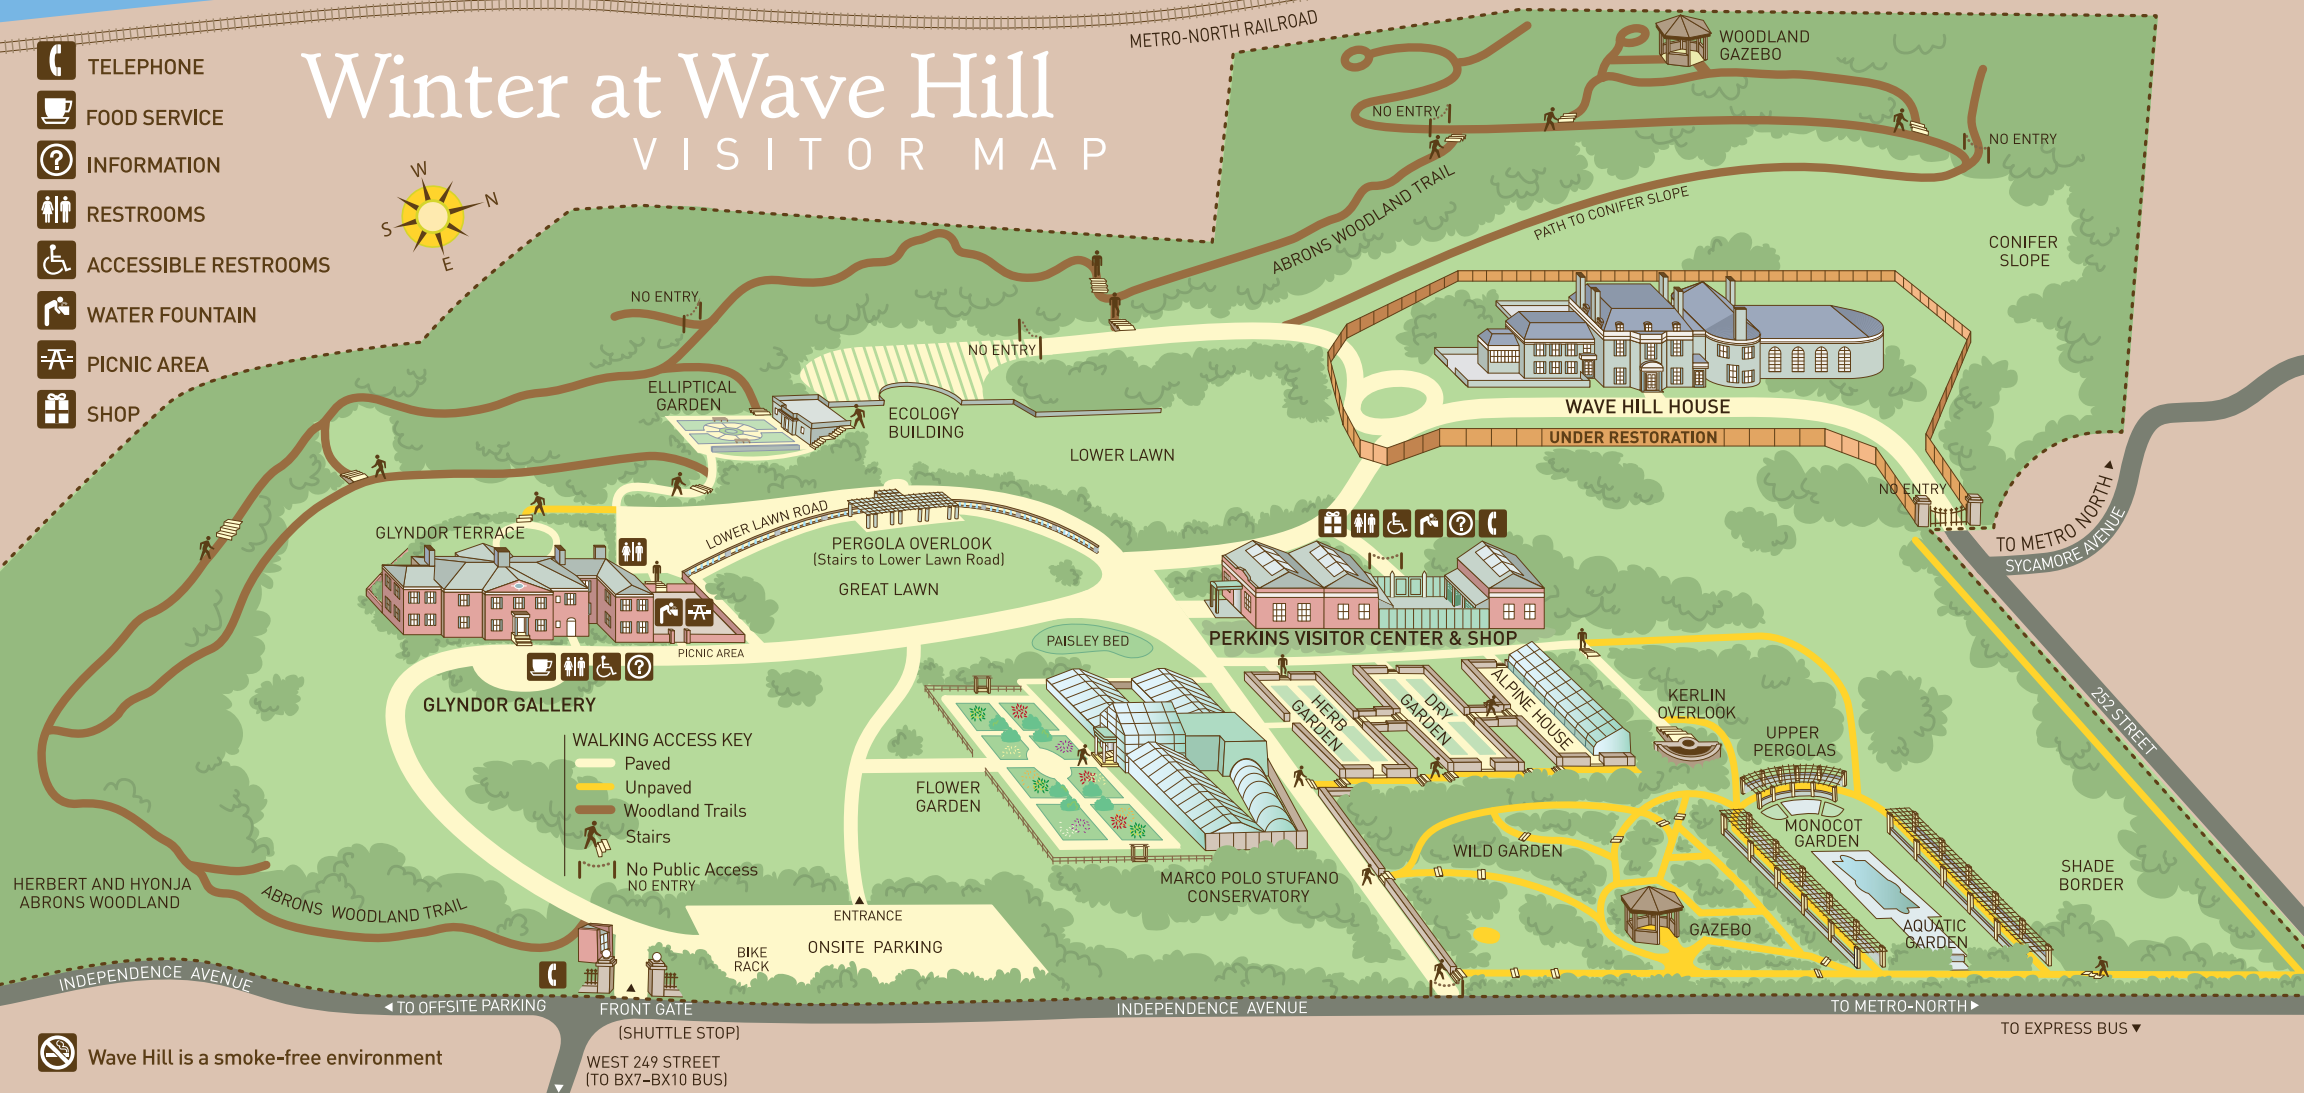 METRO-NORTH RAILROAD
Winter at Wave Hill
VISITOR MAP
TELEPHONE
FOOD SERVICE
INFORMATION
RESTROOMS
ACCESSIBLE RESTROOMS
WATER FOUNTAIN
PICNIC AREA
SHOP
W
N
S
E
WOODLAND
GAZEBO
NO ENTRY
NO ENTRY
ABRONS WOODLAND TRAIL
PATH TO CONIFER SLOPE
CONIFER
SLOPE
NO ENTRY
NO ENTRY
ELLIPTICAL
GARDEN
ECOLOGY
BUILDING
LOWER LAWN
WAVE HILL HOUSE
UNDER RESTORATION
NO ENTRY
TO METRO NORTH
SYCAMORE AVENUE
252 STREET
GLYNDOR TERRACE
LOWER LAWN ROAD
PERGOLA OVERLOOK
(Stairs to Lower Lawn Road)
GREAT LAWN
PAISLEY BED
PERKINS VISITOR CENTER & SHOP
PICNIC AREA
GLYNDOR GALLERY
HERB
GARDEN
DRY
GARDEN
ALPINE HOUSE
KERLIN
OVERLOOK
UPPER
PERGOLAS
WALKING ACCESS KEY
Paved
Unpaved
Woodland Trails
Stairs
No Public Access
NO ENTRY
FLOWER
GARDEN
MARCO POLO STUFANO
CONSERVATORY
WILD GARDEN
MONOCOT
GARDEN
SHADE
BORDER
GAZEBO
AQUATIC
GARDEN
HERBERT AND HYONJA
ABRONS WOODLAND
ABRONS WOODLAND TRAIL
ENTRANCE
ONSITE PARKING
BIKE
RACK
INDEPENDENCE AVENUE
TO OFFSITE PARKING
FRONT GATE
(SHUTTLE STOP)
INDEPENDENCE AVENUE
TO METRO-NORTH
TO EXPRESS BUS
Wave Hill is a smoke-free environment
WEST 249 STREET
(TO BX7–BX10 BUS)